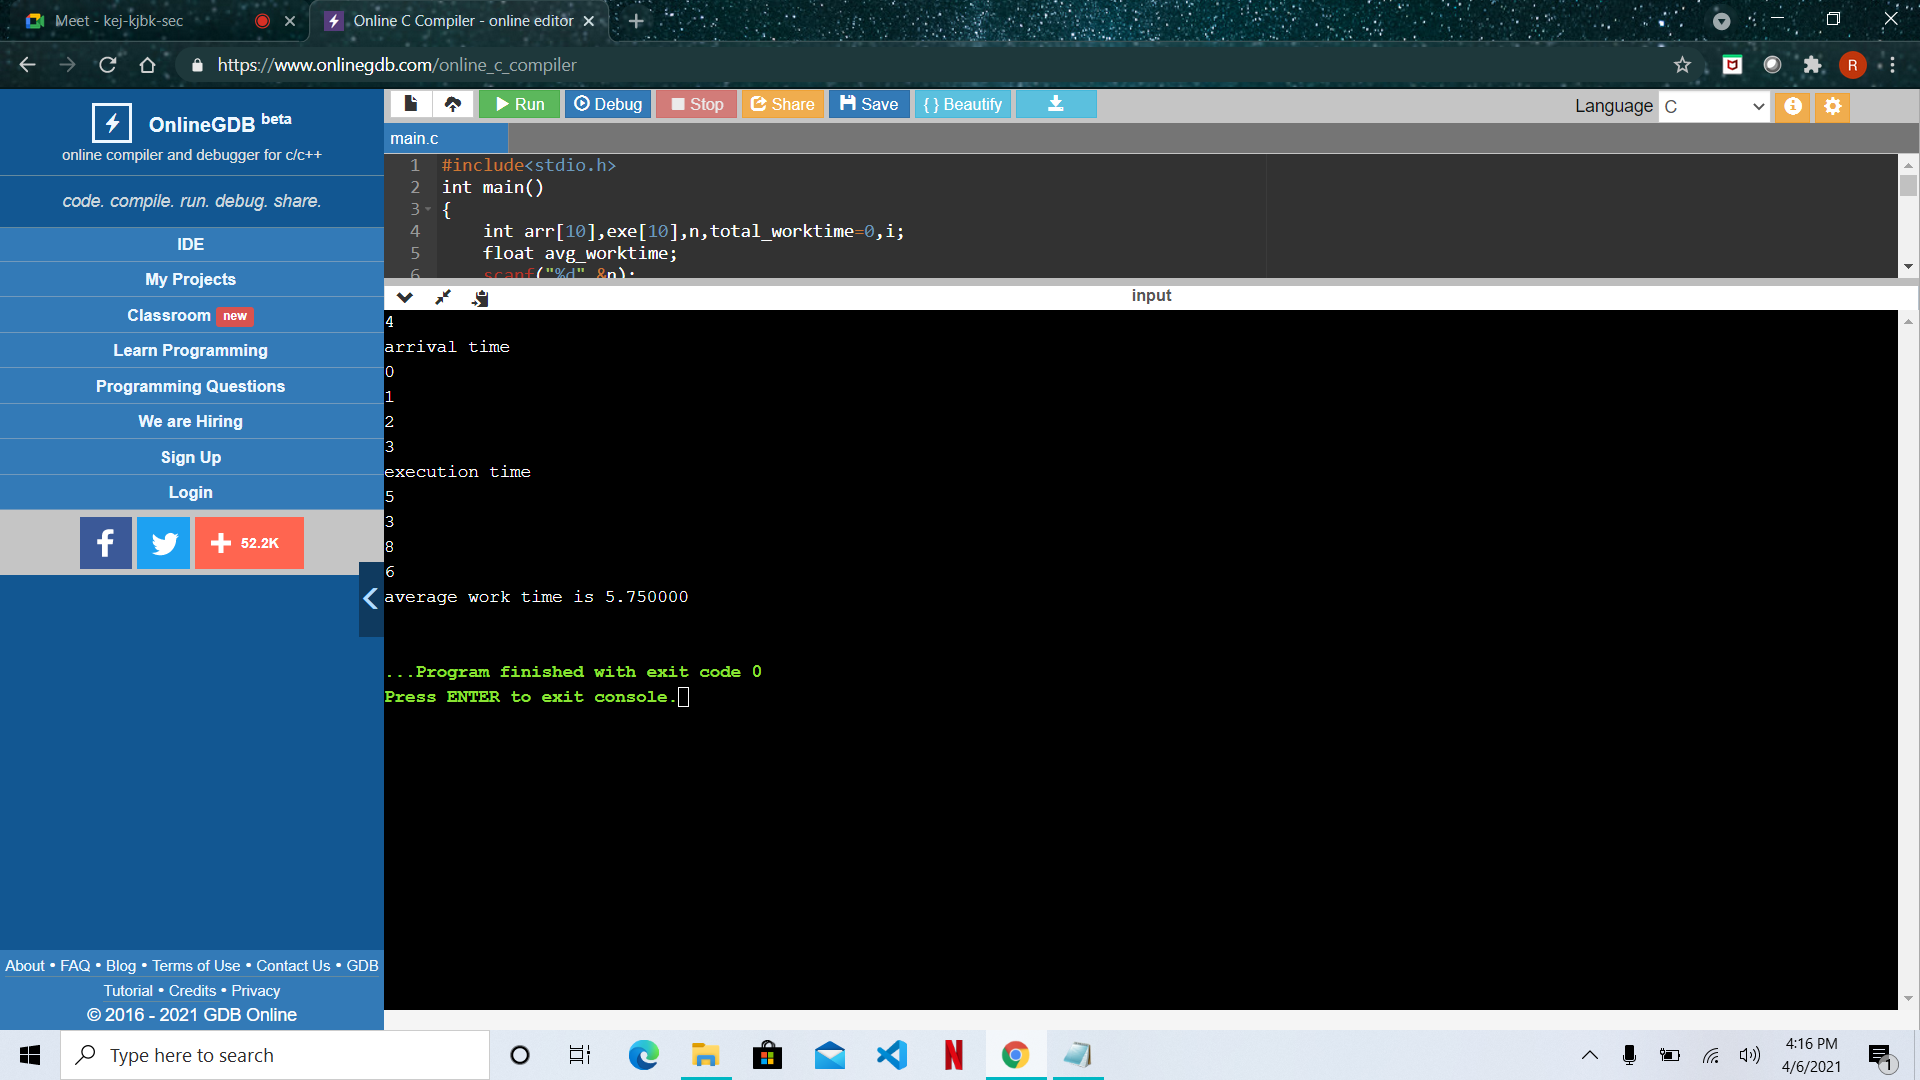 Meet - kej-kjbk-sec
Online C Compiler - online editor
https://www.onlinegdb.com/online_c_compiler
R
OnlineGDB beta
online compiler and debugger for c/c++
code. compile. run. debug. share.
IDE
My Projects
Classroom new
Learn Programming
Programming Questions
We are Hiring
Sign Up
Login
52.2K
About • FAQ • Blog • Terms of Use • Contact Us • GDB
Tutorial • Credits • Privacy
© 2016 - 2021 GDB Online
Run Debug Stop Share Save { } Beautify
Language C
main.c
1 #include<stdio.h>
2 int main()
3 {
4 int arr[10],exe[10],n,total_worktime=0,i;
5 float avg_worktime;
6 scanf("%d",&n);
input
4
arrival time
0
1
2
3
execution time
5
3
8
6
average work time is 5.750000
...Program finished with exit code 0
Press ENTER to exit console.
Type here to search
4:16 PM
4/6/2021
1